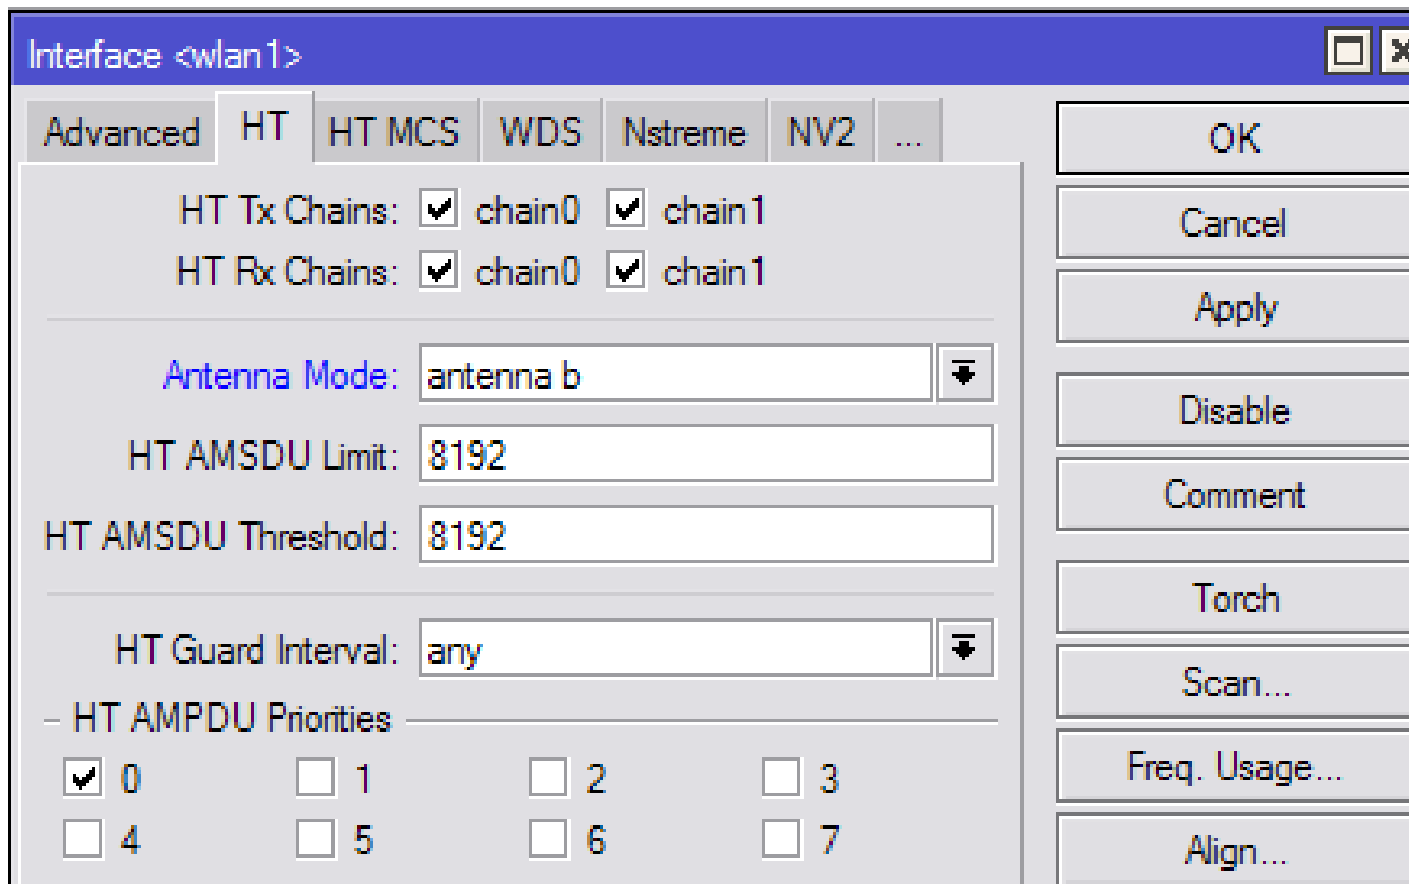 Interface <wlan1>
Advanced HT HT MCS WDS Nstreme NV2 ...
HT Tx Chains: chain0 chain1
HT Rx Chains: chain0 chain1
Antenna Mode: antenna b
HT AMSDU Limit: 8192
HT AMSDU Threshold: 8192
HT Guard Interval: any
HT AMPDU Priorities
0 1 2 3
4 5 6 7
OK
Cancel
Apply
Disable
Comment
Torch
Scan...
Freq. Usage...
Align...